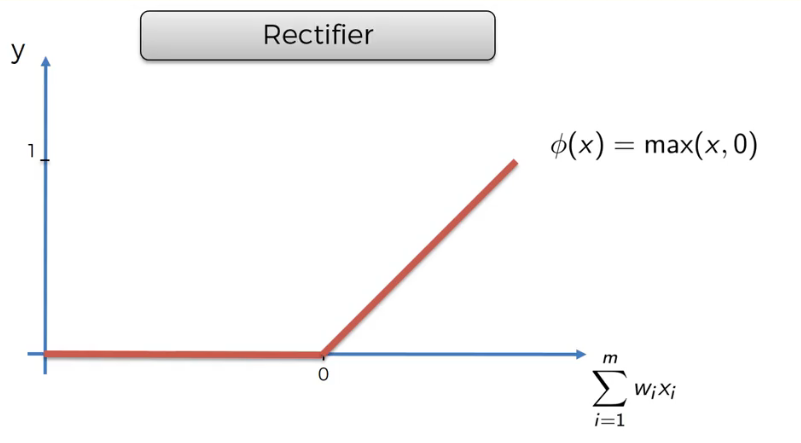 Rectifier
y
1
ϕ(x) = max(x, 0)
0
m
∑ wᵢxᵢ
i=1